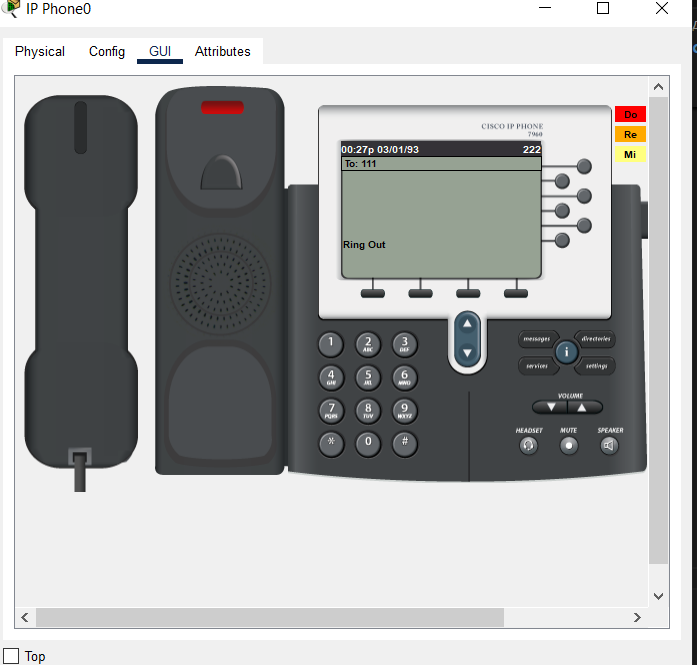 IP Phone0
Physical
Config
GUI
Attributes
CISCO IP PHONE
7960
00:27p 03/01/93
222
To: 111
Ring Out
Do
Re
Mi
1
2
ABC
3
DEF
4
GHI
5
JKL
6
MNO
7
PQRS
8
TUV
9
WXYZ
*
0
#
messages
directories
i
services
settings
VOLUME
HEADSET
MUTE
SPEAKER
Top